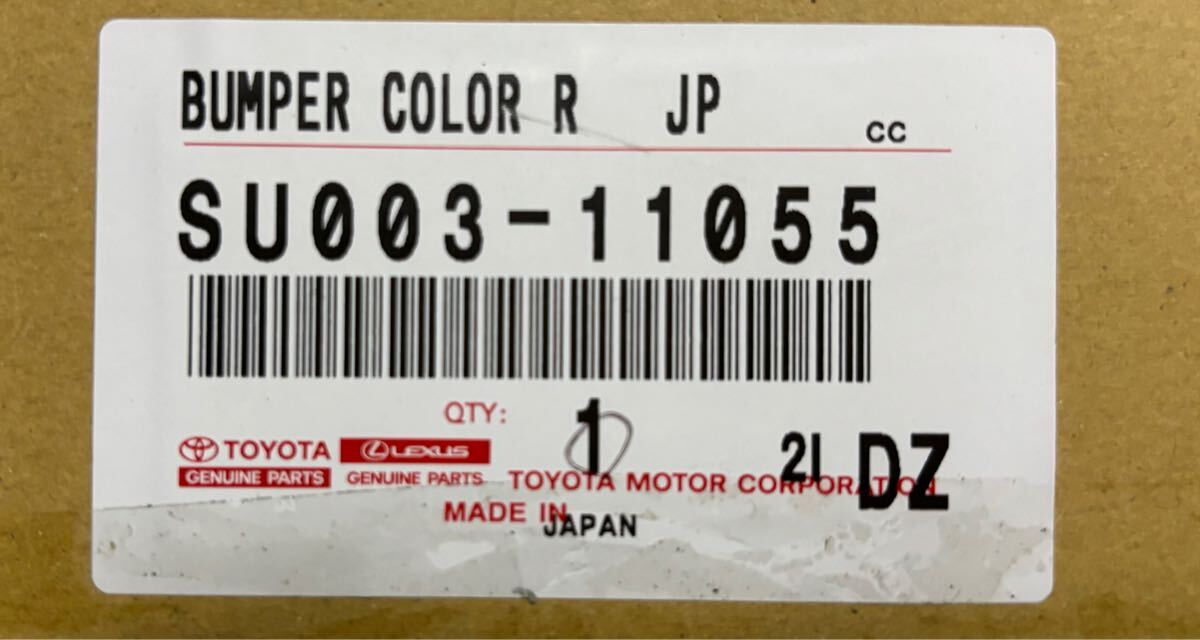 BUMPER COLOR R JP CC
SU003-11055
QTY: 1
TOYOTA LEXUS 21 DZ
GENUINE PARTS GENUINE PARTS TOYOTA MOTOR CORPORATION
MADE IN JAPAN